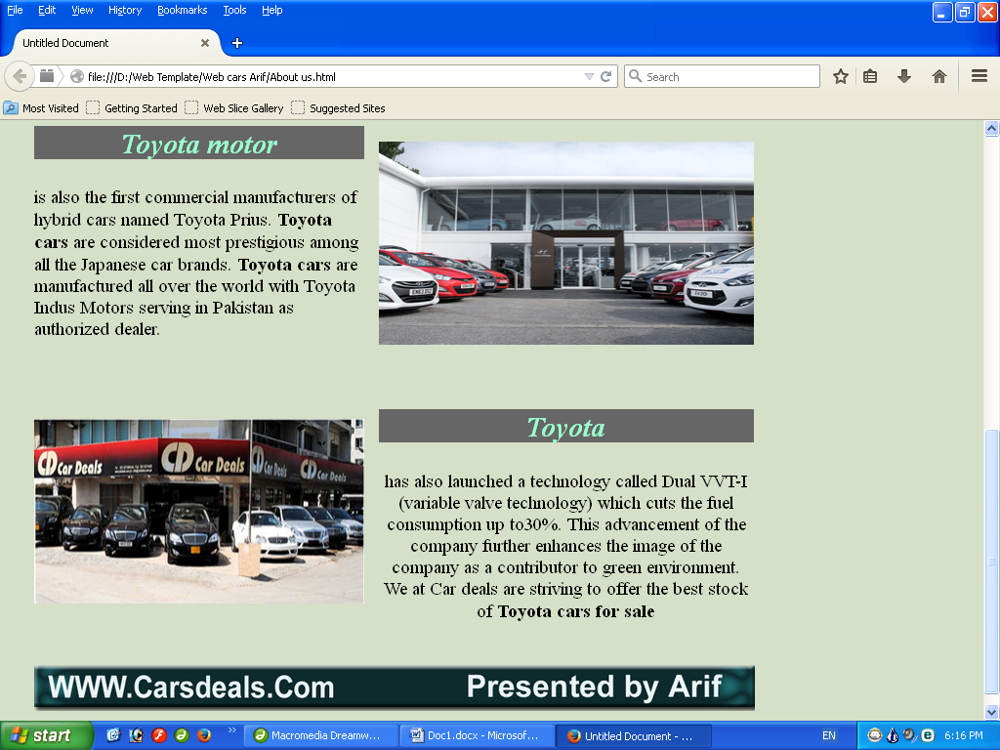 File Edit View History Bookmarks Tools Help
Untitled Document
file:///D:/Web Template/Web cars Arif/About us.html
Search
Most Visited Getting Started Web Slice Gallery Suggested Sites
Toyota motor
is also the first commercial manufacturers of
hybrid cars named Toyota Prius. Toyota
cars are considered most prestigious among
all the Japanese car brands. Toyota cars are
manufactured all over the world with Toyota
Indus Motors serving in Pakistan as
authorized dealer.
CD Car Deals
CD Car Deals
CD Car Deals
Toyota
has also launched a technology called Dual VVT-I
(variable valve technology) which cuts the fuel
consumption up to30%. This advancement of the
company further enhances the image of the
company as a contributor to green environment.
We at Car deals are striving to offer the best stock
of Toyota cars for sale
WWW.Carsdeals.Com Presented by Arif
start
Macromedia Dreamw...
Doc1.docx - Microsof...
Untitled Document - ...
EN
6:16 PM